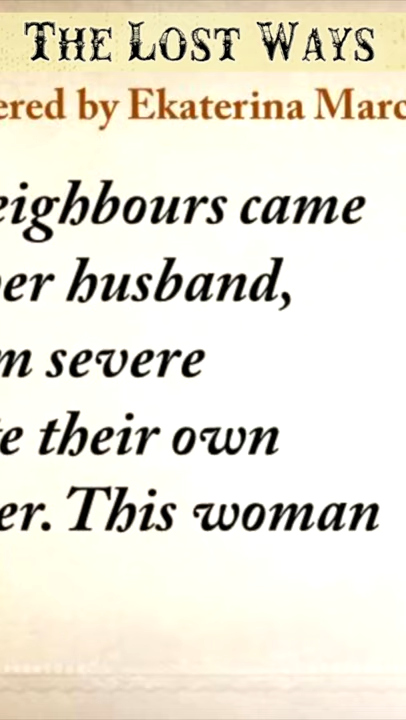 THE LOST WAYS
ered by Ekaterina Marc
eighbours came
er husband,
m severe
e their own
er. This woman